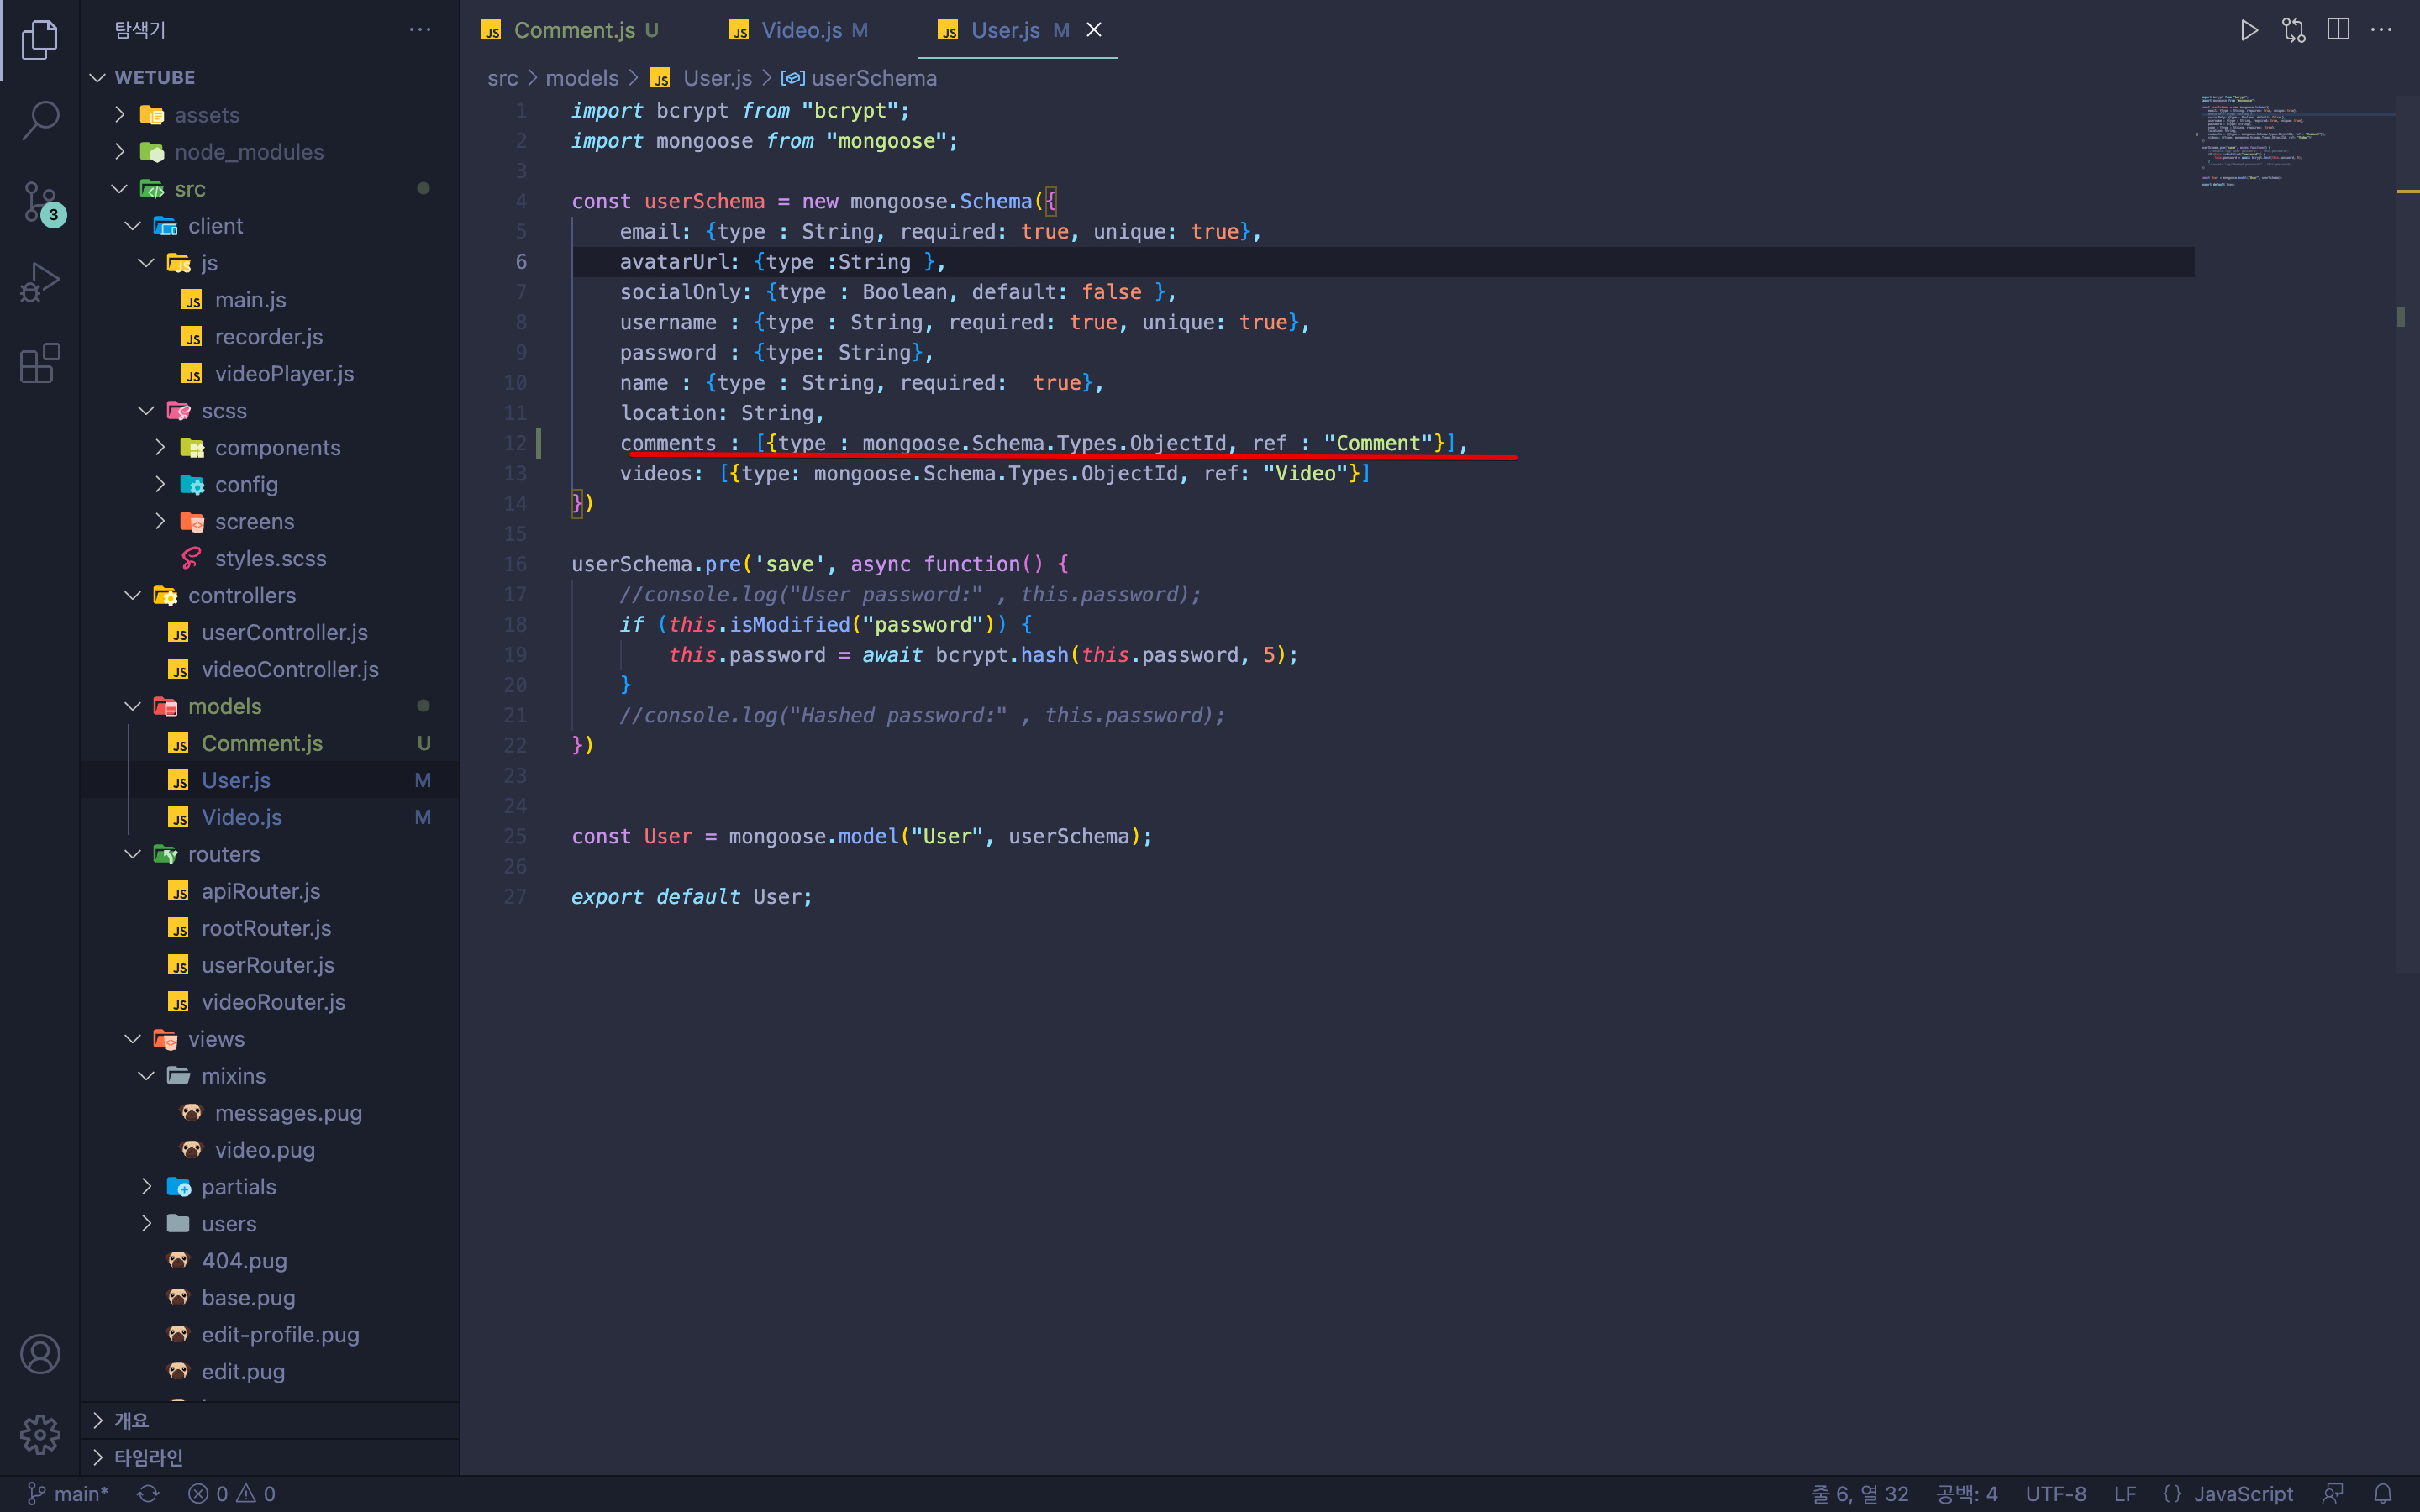 탐색기
WETUBE
assets
node_modules
src
client
js
main.js
recorder.js
videoPlayer.js
scss
components
config
screens
styles.scss
controllers
userController.js
videoController.js
models
Comment.js U
User.js M
Video.js M
routers
apiRouter.js
rootRouter.js
userRouter.js
videoRouter.js
views
mixins
messages.pug
video.pug
partials
users
404.pug
base.pug
edit-profile.pug
edit.pug
개요
타임라인
3
Comment.js U
Video.js M
User.js M
src > models > User.js > userSchema
1 import bcrypt from "bcrypt";
2 import mongoose from "mongoose";
3
4 const userSchema = new mongoose.Schema({
5 email: {type : String, required: true, unique: true},
6 avatarUrl: {type :String },
7 socialOnly: {type : Boolean, default: false },
8 username : {type : String, required: true, unique: true},
9 password : {type: String},
10 name : {type : String, required:  true},
11 location: String,
12 comments : [{type : mongoose.Schema.Types.ObjectId, ref : "Comment"}],
13 videos: [{type: mongoose.Schema.Types.ObjectId, ref: "Video"}]
14 })
15
16 userSchema.pre('save', async function() {
17 //console.log("User password:" , this.password);
18 if (this.isModified("password")) {
19 this.password = await bcrypt.hash(this.password, 5);
20 }
21 //console.log("Hashed password:" , this.password);
22 })
23
24
25 const User = mongoose.model("User", userSchema);
26
27 export default User;
main* 0 0
줄 6, 열 32 공백: 4 UTF-8 LF {} JavaScript